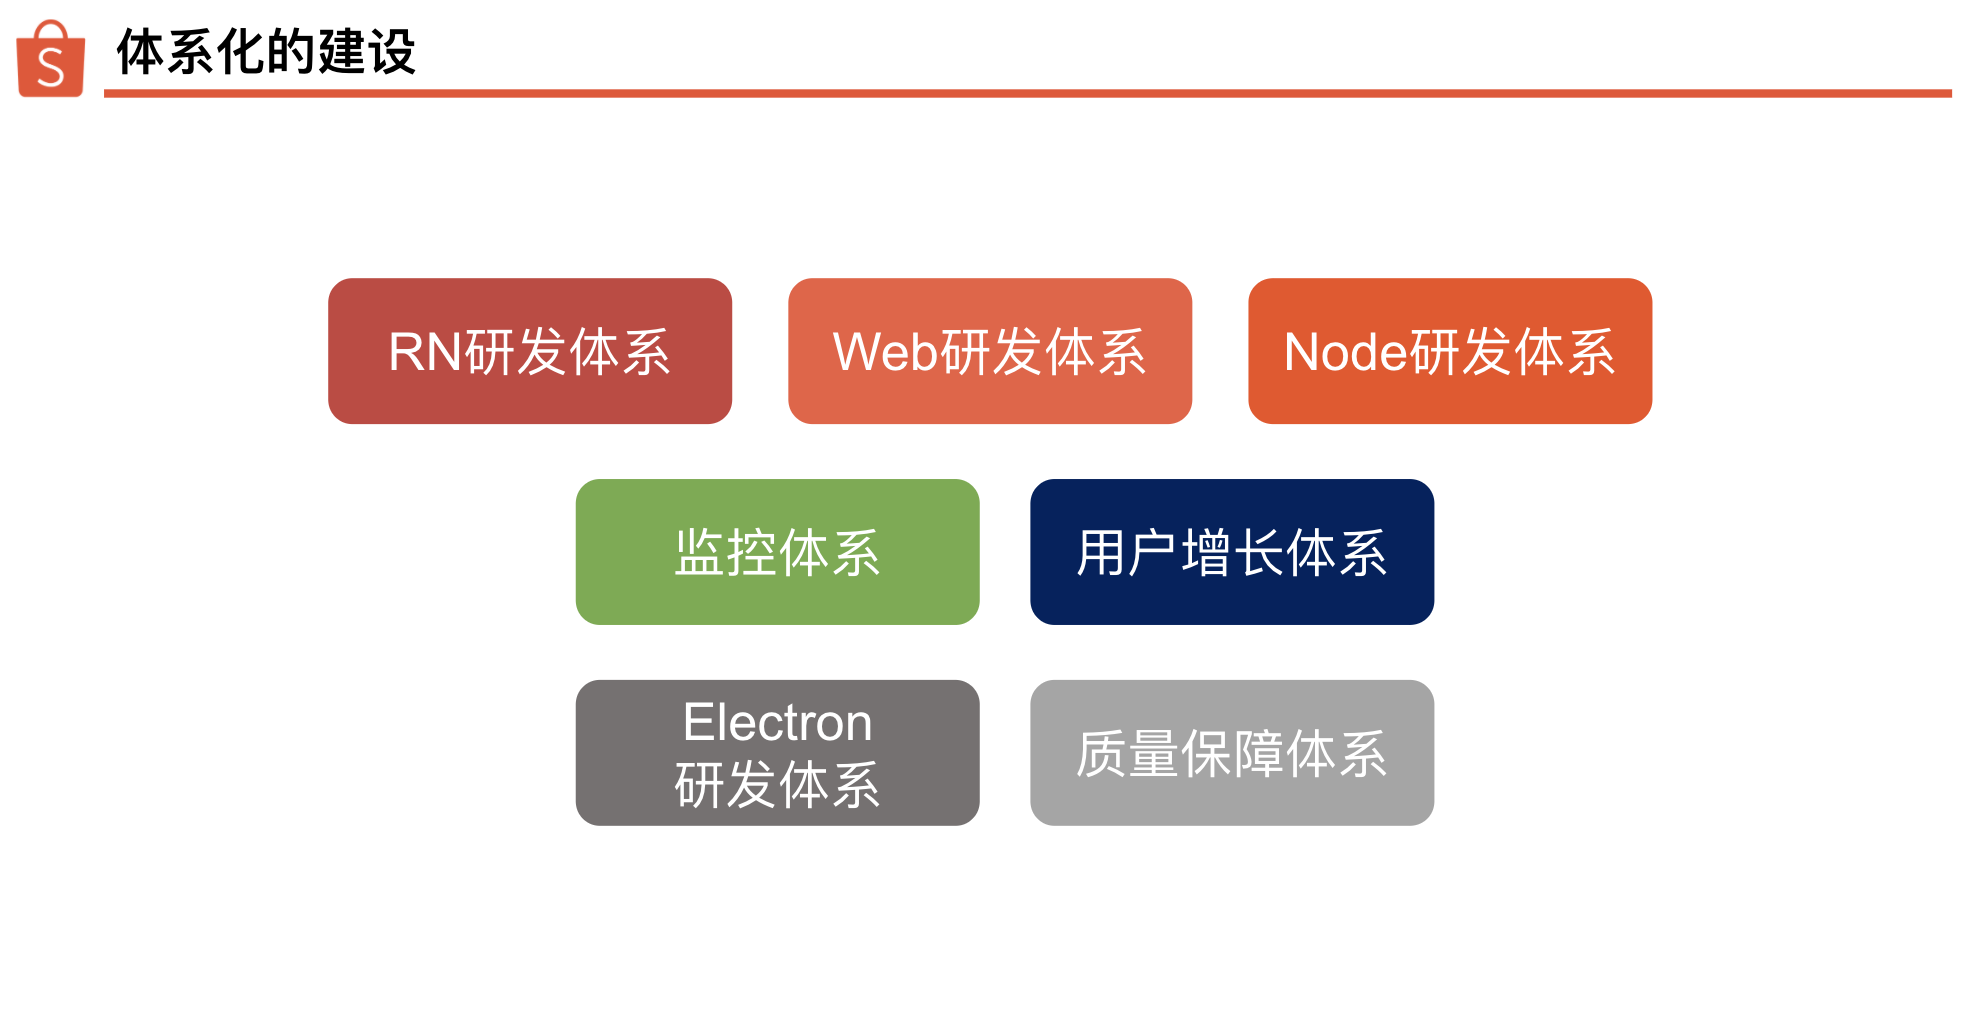 S
体系化的建设
RN研发体系
Web研发体系
Node研发体系
监控体系
用户增长体系
Electron
研发体系
质量保障体系